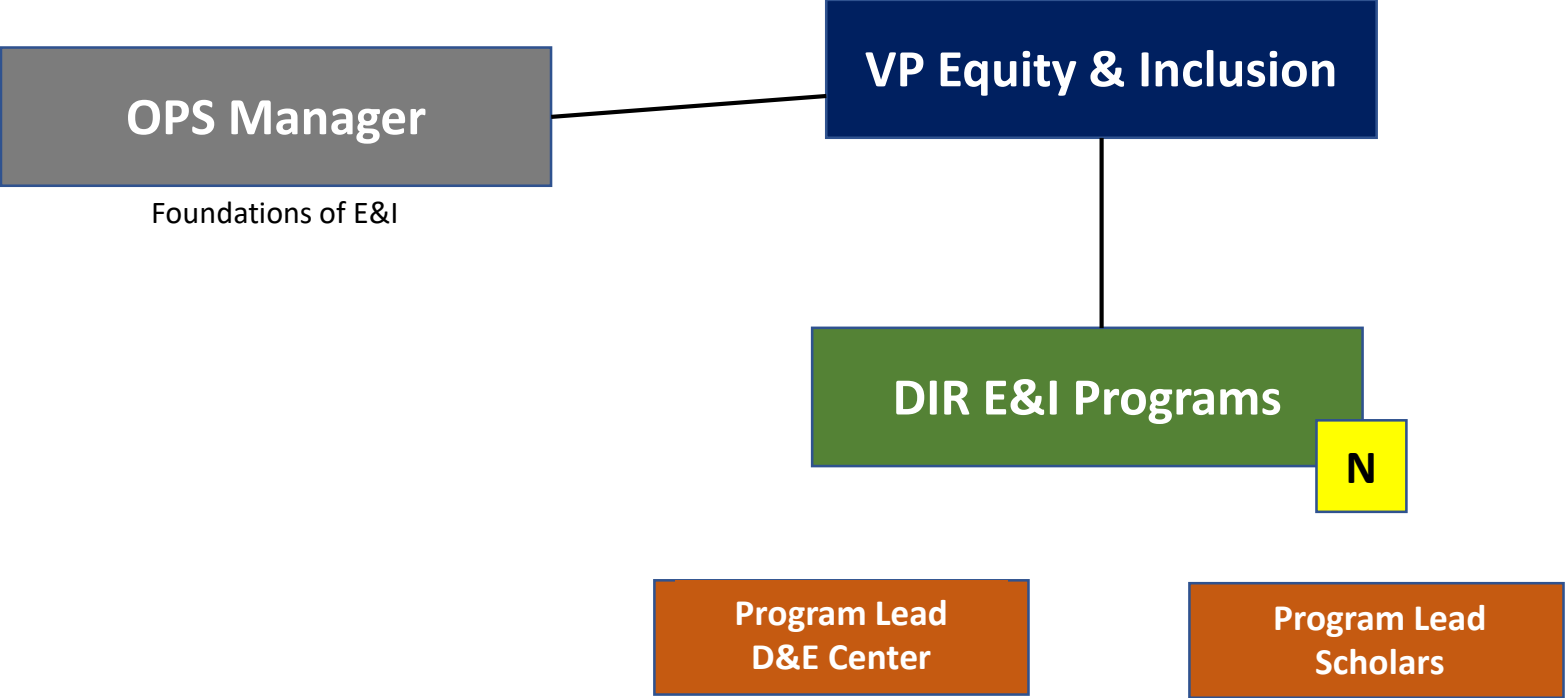 VP Equity & Inclusion
OPS Manager
Foundations of E&I
DIR E&I Programs
N
Program Lead
D&E Center
Program Lead
Scholars